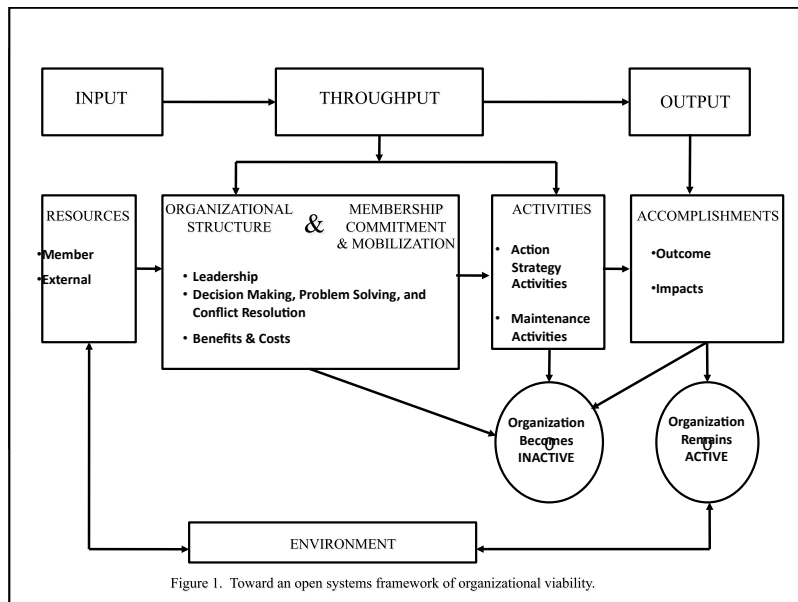 INPUT
THROUGHPUT
OUTPUT
RESOURCES
•Member
•External
ORGANIZATIONAL
STRUCTURE
&
MEMBERSHIP
COMMITMENT
& MOBILIZATION
• Leadership
• Decision Making, Problem Solving, and
Conflict Resolution
• Benefits & Costs
ACTIVITIES
• Action
Strategy
Activities
• Maintenance
Activities
ACCOMPLISHMENTS
•Outcome
•Impacts
Organization
Becomes
0
INACTIVE
Organization
Remains
0
ACTIVE
ENVIRONMENT
Figure 1. Toward an open systems framework of organizational viability.